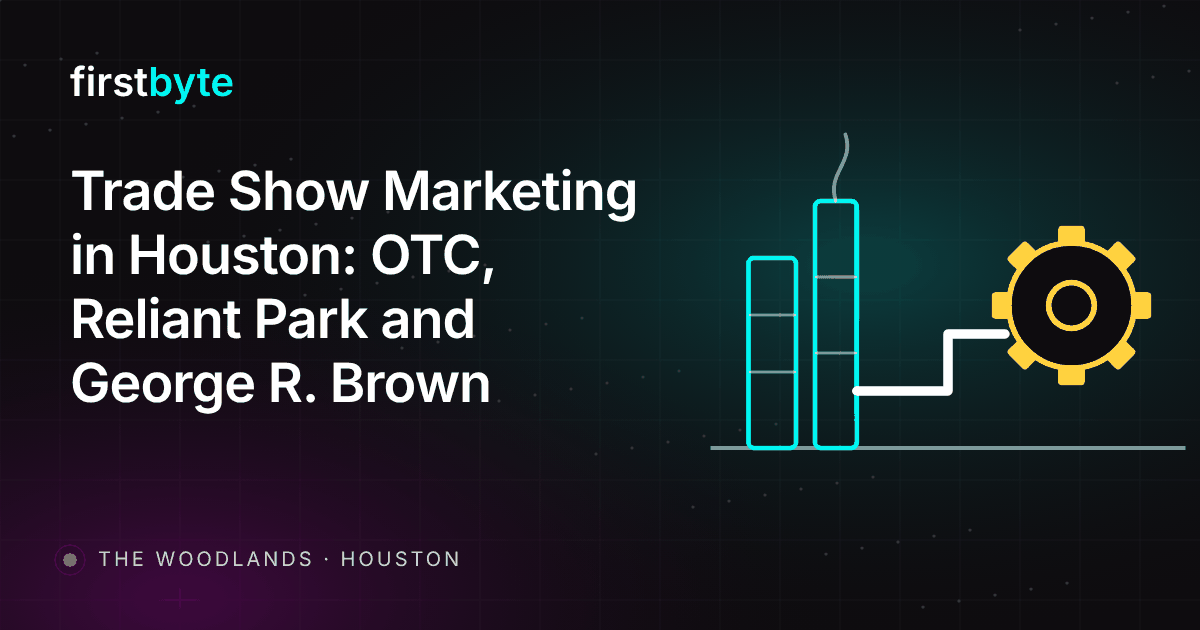 firstbyte
Trade Show Marketing
in Houston: OTC,
Reliant Park and
George R. Brown
THE WOODLANDS · HOUSTON